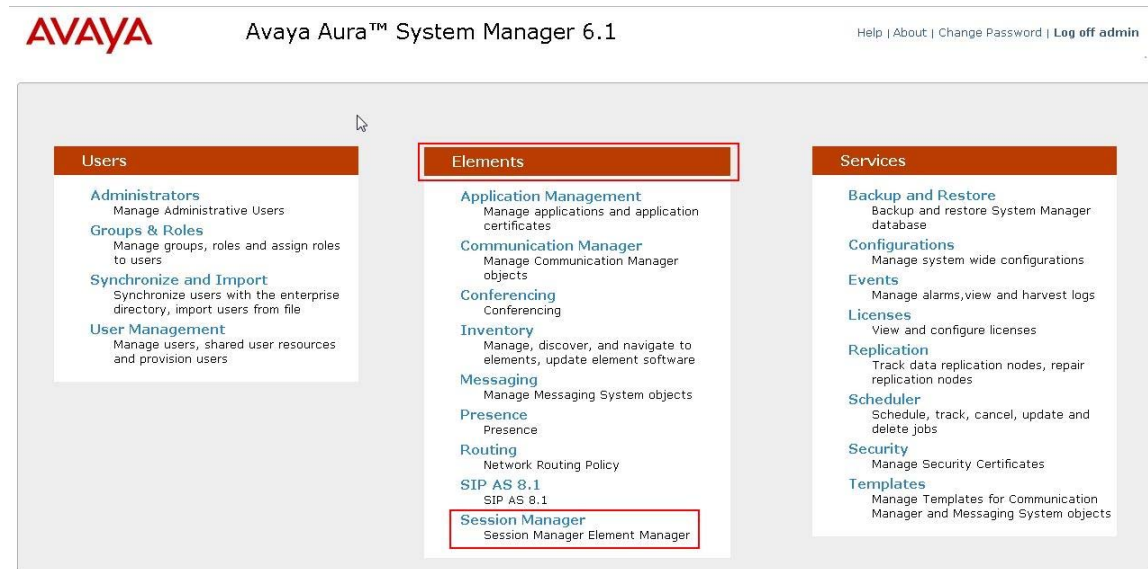 AVAYA
Avaya Aura™ System Manager 6.1
Help | About | Change Password | Log off admin
Users
Administrators
Manage Administrative Users
Groups & Roles
Manage groups, roles and assign roles
to users
Synchronize and Import
Synchronize users with the enterprise
directory, import users from file
User Management
Manage users, shared user resources
and provision users
Elements
Application Management
Manage applications and application
certificates
Communication Manager
Manage Communication Manager
objects
Conferencing
Conferencing
Inventory
Manage, discover, and navigate to
elements, update element software
Messaging
Manage Messaging System objects
Presence
Presence
Routing
Network Routing Policy
SIP AS 8.1
SIP AS 8.1
Session Manager
Session Manager Element Manager
Services
Backup and Restore
Backup and restore System Manager
database
Configurations
Manage system wide configurations
Events
Manage alarms,view and harvest logs
Licenses
View and configure licenses
Replication
Track data replication nodes, repair
replication nodes
Scheduler
Schedule, track, cancel, update and
delete jobs
Security
Manage Security Certificates
Templates
Manage Templates for Communication
Manager and Messaging System objects